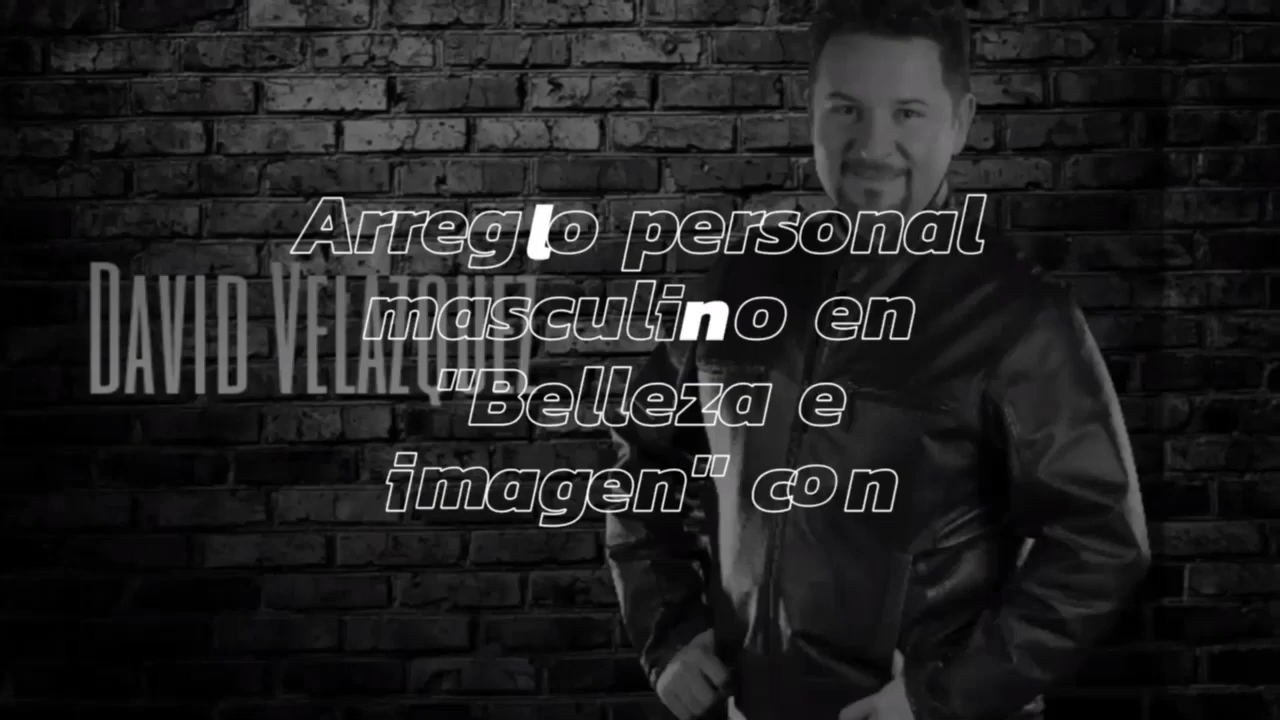 Arreglo personal
masculino en
"Belleza e
imagen" con
DAVID VELAZQUEZ